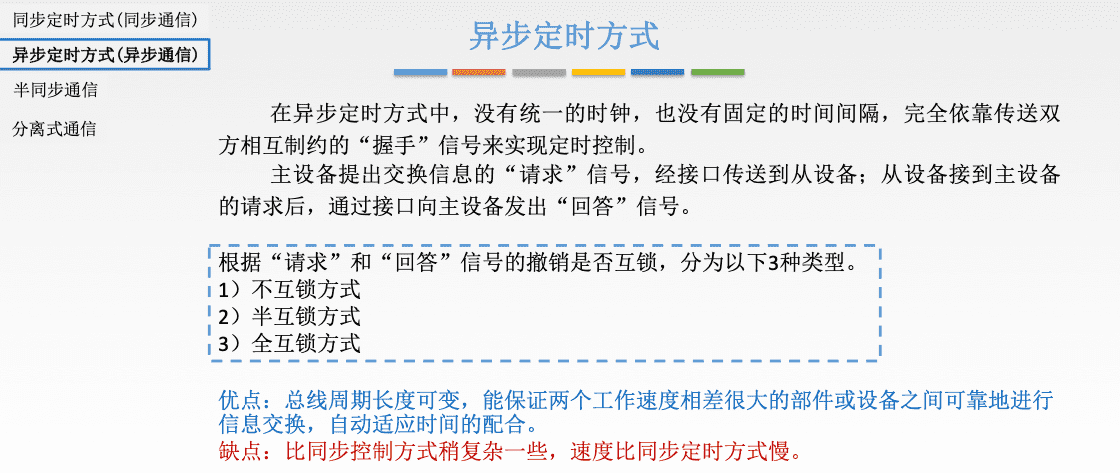 同步定时方式(同步通信)
异步定时方式(异步通信)
半同步通信
分离式通信
异步定时方式
在异步定时方式中，没有统一的时钟，也没有固定的时间间隔，完全依靠传送双
方相互制约的“握手”信号来实现定时控制。
主设备提出交换信息的“请求”信号，经接口传送到从设备；从设备接到主设备
的请求后，通过接口向主设备发出“回答”信号。
根据“请求”和“回答”信号的撤销是否互锁，分为以下3种类型。
1）不互锁方式
2）半互锁方式
3）全互锁方式
优点：总线周期长度可变，能保证两个工作速度相差很大的部件或设备之间可靠地进行
信息交换，自动适应时间的配合。
缺点：比同步控制方式稍复杂一些，速度比同步定时方式慢。